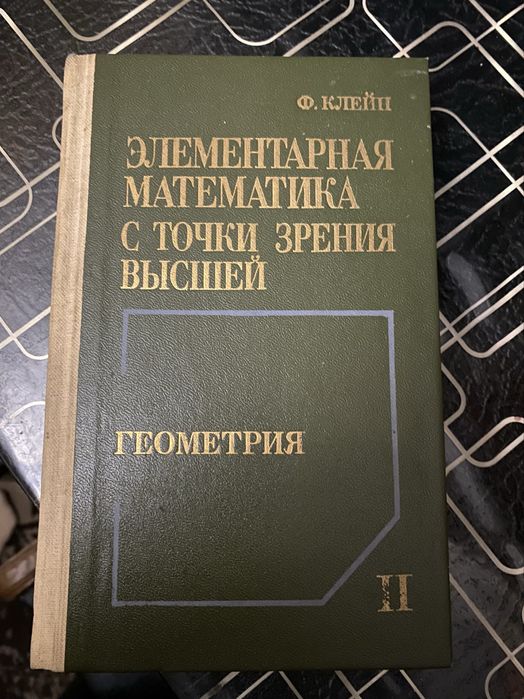 Ф. КЛЕЙН
ЭЛЕМЕНТАРНАЯ
МАТЕМАТИКА
С ТОЧКИ ЗРЕНИЯ
ВЫСШЕЙ
ГЕОМЕТРИЯ
II